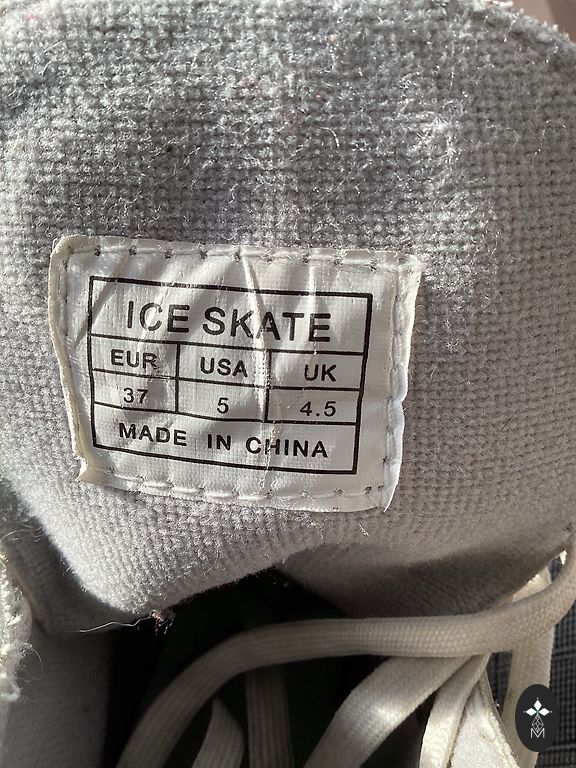 ICE SKATE
EUR USA UK
37 5 4.5
MADE IN CHINA